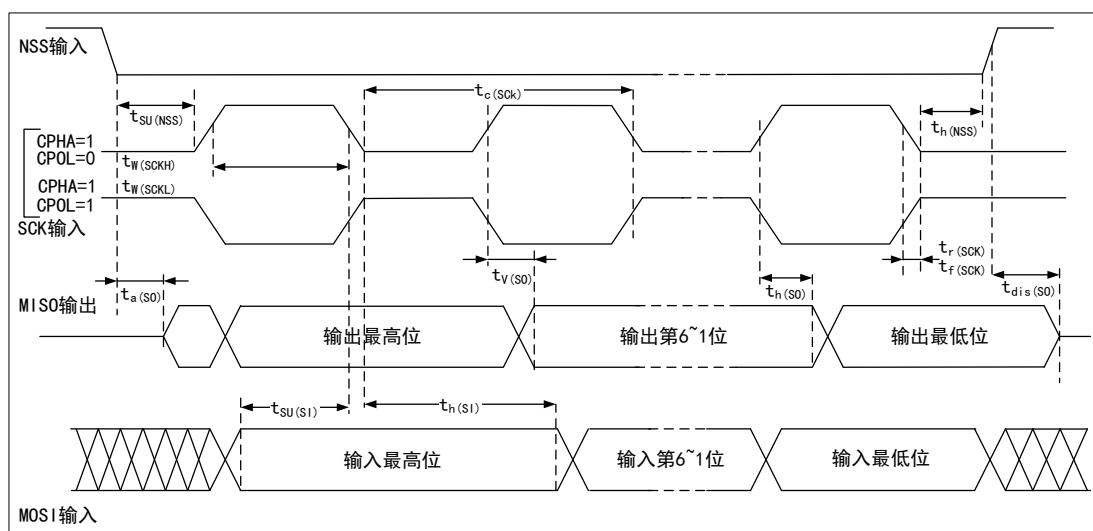 NSS输入
tSU(NSS)
tc(SCk)
th(NSS)
CPHA=1
CPOL=0
tW(SCKH)
CPHA=1
CPOL=1
tW(SCKL)
SCK输入
tr(SCK)
tf(SCK)
ta(SO)
tV(SO)
th(SO)
tdis(SO)
MISO输出
输出最高位
输出第6~1位
输出最低位
tSU(SI)
th(SI)
输入最高位
输入第6~1位
输入最低位
MOSI输入